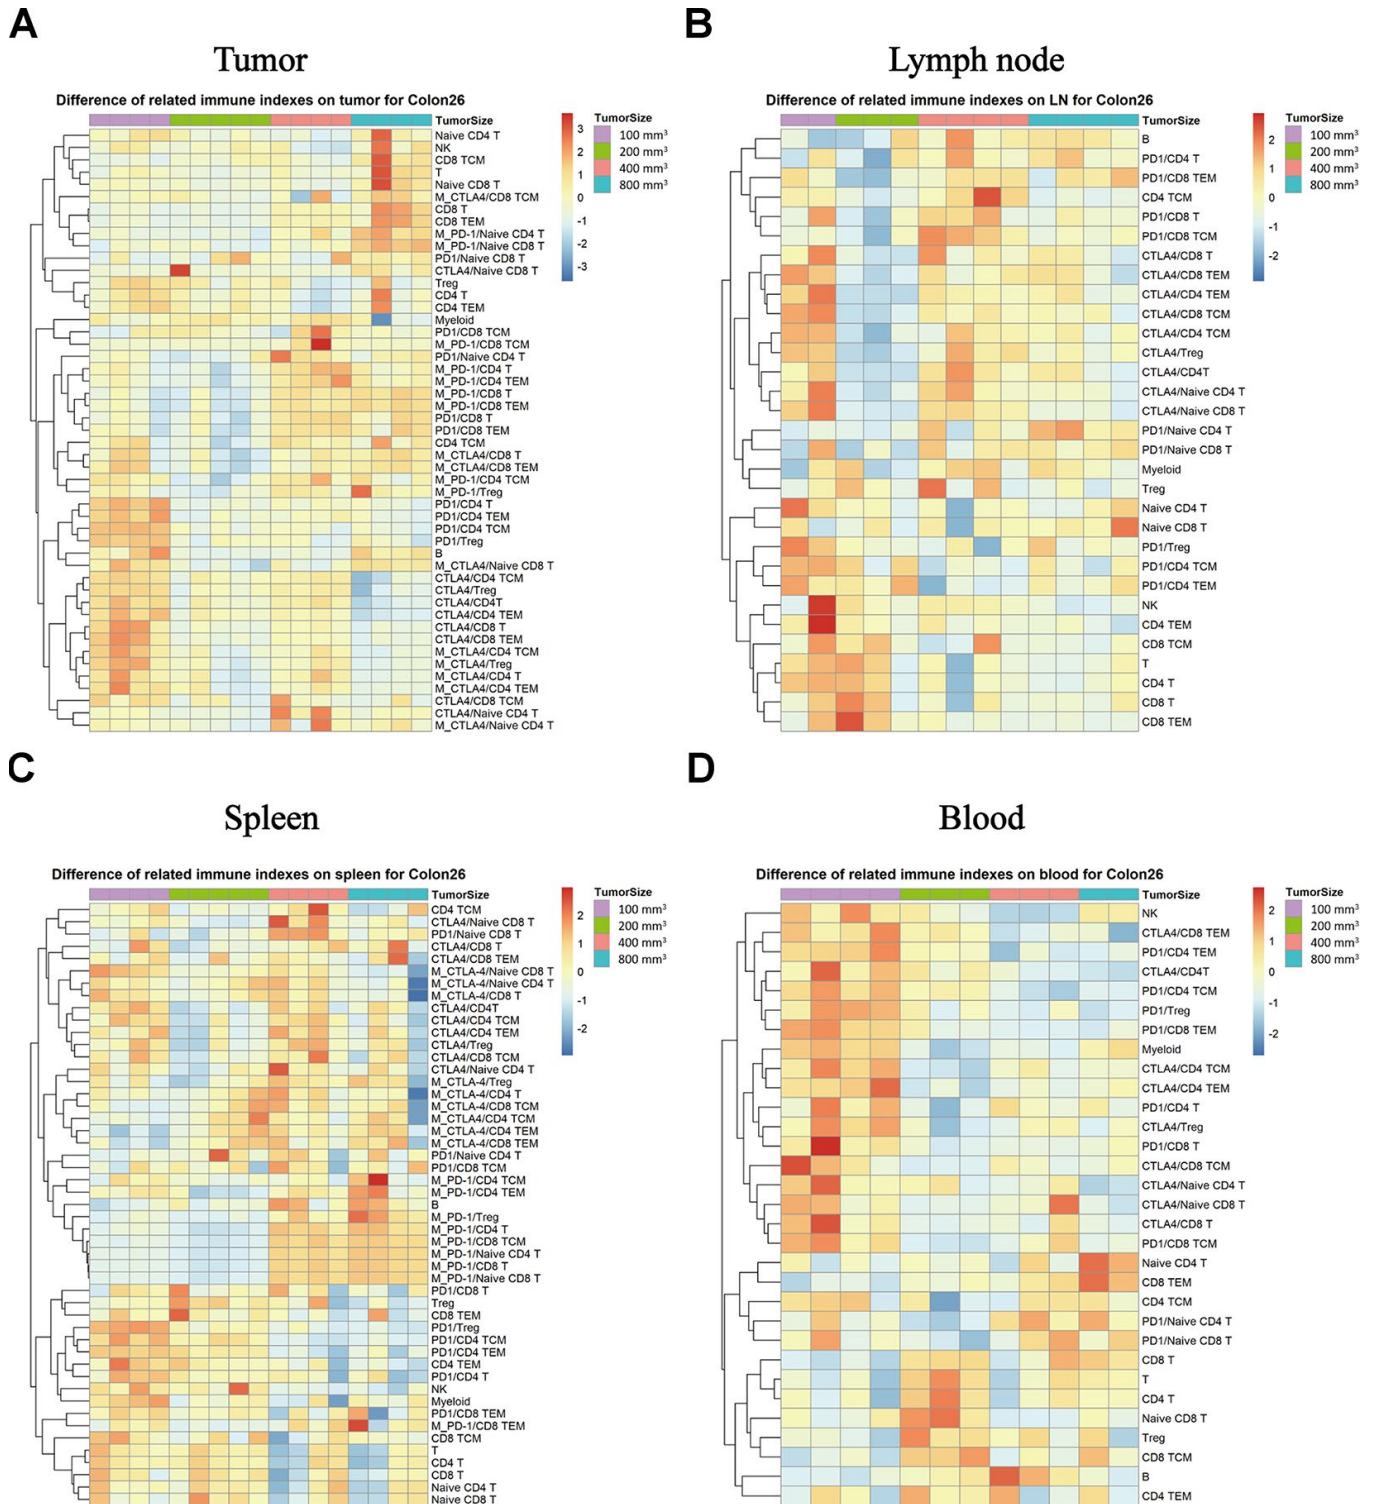 A
Tumor
Difference of related immune indexes on tumor for Colon26
TumorSize
Naive CD4 T
NK
CD8 TCM
T
Naive CD8 T
M_CTLA4/CD8 TCM
CD8 T
CD8 TEM
M_PD-1/Naive CD4 T
M_PD-1/Naive CD8 T
PD1/Naive CD8 T
CTLA4/Naive CD8 T
Treg
CD4 T
CD4 TEM
Myeloid
PD1/CD8 TCM
M_PD-1/CD8 TCM
PD1/Naive CD4 T
M_PD-1/CD4 T
M_PD-1/CD4 TEM
M_PD-1/CD8 T
M_PD-1/CD8 TEM
PD1/CD8 T
PD1/CD8 TEM
CD4 TCM
M_CTLA4/CD8 T
M_CTLA4/CD8 TEM
M_PD-1/CD4 TCM
M_PD-1/Treg
PD1/CD4 T
PD1/CD4 TEM
PD1/CD4 TCM
PD1/Treg
B
M_CTLA4/Naive CD8 T
CTLA4/CD4 TCM
CTLA4/Treg
CTLA4/CD4T
CTLA4/CD4 TEM
CTLA4/CD8 T
CTLA4/CD8 TEM
M_CTLA4/CD4 TCM
M_CTLA4/Treg
M_CTLA4/CD4 T
M_CTLA4/CD4 TEM
CTLA4/CD8 TCM
CTLA4/Naive CD4 T
M_CTLA4/Naive CD4 T
3
2
1
0
-1
-2
-3
TumorSize
100 mm³
200 mm³
400 mm³
800 mm³
B
Lymph node
Difference of related immune indexes on LN for Colon26
TumorSize
B
PD1/CD4 T
PD1/CD8 TEM
CD4 TCM
PD1/CD8 T
PD1/CD8 TCM
CTLA4/CD8 T
CTLA4/CD8 TEM
CTLA4/CD4 TEM
CTLA4/CD8 TCM
CTLA4/CD4 TCM
CTLA4/Treg
CTLA4/CD4T
CTLA4/Naive CD4 T
CTLA4/Naive CD8 T
PD1/Naive CD4 T
PD1/Naive CD8 T
Myeloid
Treg
Naive CD4 T
Naive CD8 T
PD1/Treg
PD1/CD4 TCM
PD1/CD4 TEM
NK
CD4 TEM
CD8 TCM
T
CD4 T
CD8 T
CD8 TEM
2
1
0
-1
-2
TumorSize
100 mm³
200 mm³
400 mm³
800 mm³
C
Spleen
Difference of related immune indexes on spleen for Colon26
TumorSize
CD4 TCM
CTLA4/Naive CD8 T
PD1/Naive CD8 T
CTLA4/CD8 T
CTLA4/CD8 TEM
M_CTLA-4/Naive CD8 T
M_CTLA-4/Naive CD4 T
M_CTLA-4/CD8 T
CTLA4/CD4T
CTLA4/CD4 TCM
CTLA4/CD4 TEM
CTLA4/Treg
CTLA4/CD8 TCM
CTLA4/Naive CD4 T
M_CTLA-4/Treg
M_CTLA-4/CD4 T
M_CTLA-4/CD8 TCM
M_CTLA4/CD4 TCM
M_CTLA-4/CD4 TEM
M_CTLA-4/CD8 TEM
PD1/Naive CD4 T
PD1/CD8 TCM
M_PD-1/CD4 TCM
M_PD-1/CD4 TEM
B
M_PD-1/Treg
M_PD-1/CD4 T
M_PD-1/CD8 TCM
M_PD-1/Naive CD4 T
M_PD-1/CD8 T
M_PD-1/Naive CD8 T
PD1/CD8 T
Treg
CD8 TEM
PD1/Treg
PD1/CD4 TCM
PD1/CD4 TEM
CD4 TEM
PD1/CD4 T
NK
Myeloid
PD1/CD8 TEM
M_PD-1/CD8 TEM
CD8 TCM
T
CD4 T
CD8 T
Naive CD4 T
Naive CD8 T
2
1
0
-1
-2
TumorSize
100 mm³
200 mm³
400 mm³
800 mm³
D
Blood
Difference of related immune indexes on blood for Colon26
TumorSize
NK
CTLA4/CD8 TEM
PD1/CD4 TEM
CTLA4/CD4T
PD1/CD4 TCM
PD1/Treg
PD1/CD8 TEM
Myeloid
CTLA4/CD4 TCM
CTLA4/CD4 TEM
PD1/CD4 T
CTLA4/Treg
PD1/CD8 T
CTLA4/CD8 TCM
CTLA4/Naive CD4 T
CTLA4/Naive CD8 T
CTLA4/CD8 T
PD1/CD8 TCM
Naive CD4 T
CD8 TEM
CD4 TCM
PD1/Naive CD4 T
PD1/Naive CD8 T
CD8 T
T
CD4 T
Naive CD8 T
Treg
CD8 TCM
B
CD4 TEM
2
1
0
-1
-2
TumorSize
100 mm³
200 mm³
400 mm³
800 mm³